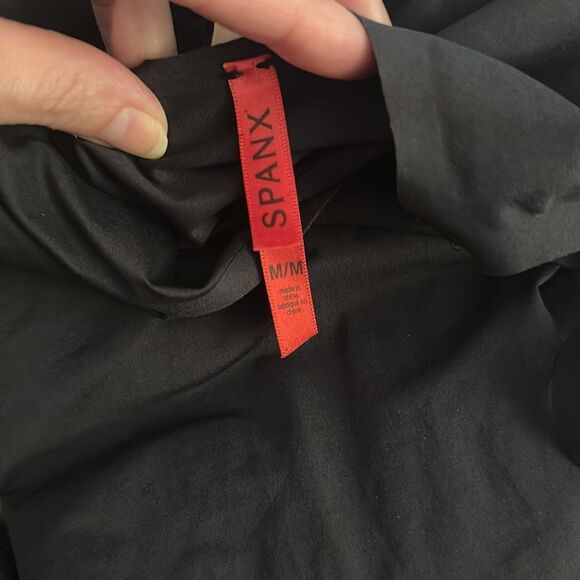 SPANX
M/M
made in
china
fabriqué en
chine